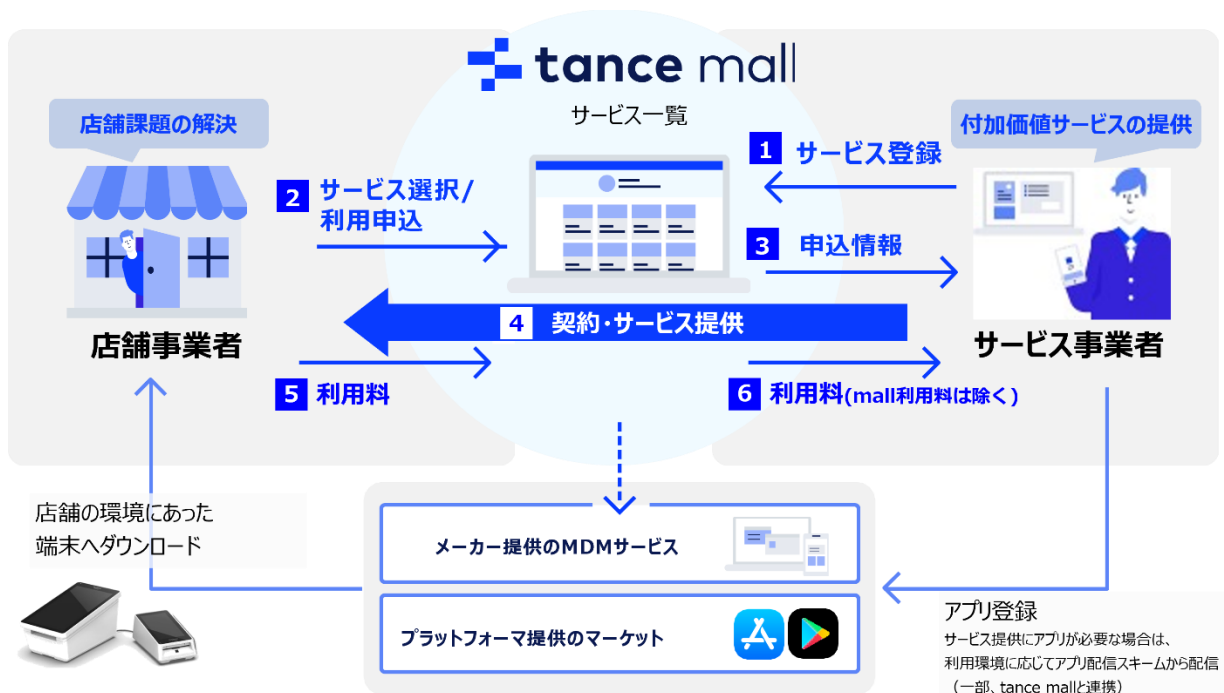 tance mall
サービス一覧
店舗課題の解決
付加価値サービスの提供
1 サービス登録
2 サービス選択/
利用申込
3 申込情報
4 契約・サービス提供
店舗事業者
サービス事業者
5 利用料
6 利用料(mall利用料は除く)
店舗の環境にあった
端末へダウンロード
メーカー提供のMDMサービス
プラットフォーマ提供のマーケット
アプリ登録
サービス提供にアプリが必要な場合は、
利用環境に応じてアプリ配信スキームから配信
（一部、tance mallと連携）